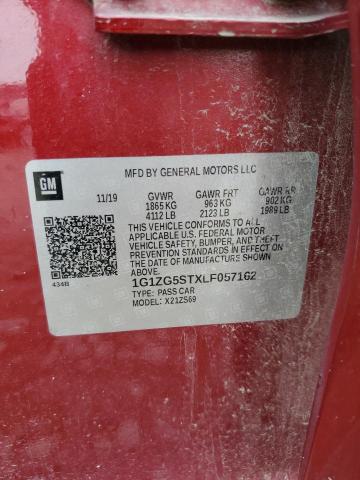 GM
MFD BY GENERAL MOTORS LLC
11/19 GVWR GAWR FRT GAWR RR
1865 KG 963 KG 902 KG
4112 LB 2123 LB 1989 LB
THIS VEHICLE CONFORMS TO ALL
APPLICABLE U.S. FEDERAL MOTOR
VEHICLE SAFETY, BUMPER, AND THEFT
PREVENTION STANDARDS IN EFFECT ON
THE DATE OF MANUFACTURE SHOWN ABOVE.
1G1ZG5STXLF057162
434B
TYPE: PASS CAR
MODEL: X21ZS69